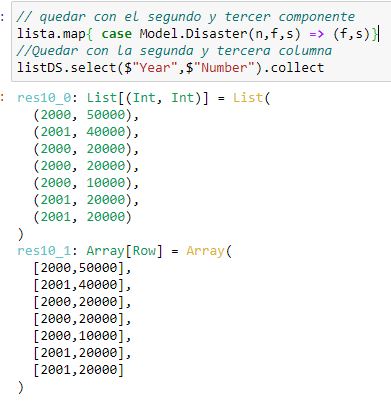 // quedar con el segundo y tercer componente
lista.map{ case Model.Disaster(n,f,s) => (f,s)}
//Quedar con la segunda y tercera columna
listDS.select($"Year",$"Number").collect
res10_0: List[(Int, Int)] = List(
(2000, 50000),
(2001, 40000),
(2000, 20000),
(2000, 20000),
(2000, 10000),
(2001, 20000),
(2001, 20000)
)
res10_1: Array[Row] = Array(
[2000,50000],
[2001,40000],
[2000,20000],
[2000,20000],
[2000,10000],
[2001,20000],
[2001,20000]
)